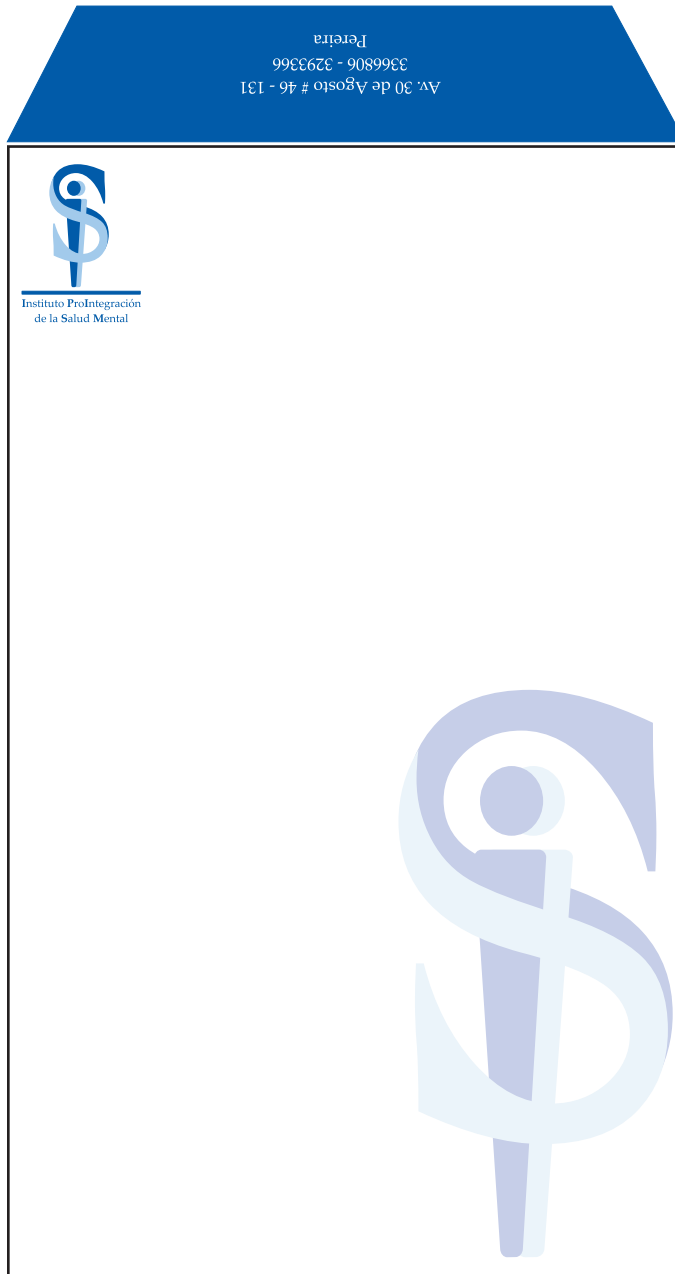 Av. 30 de Agosto # 46 - 131
3366806 - 3293366
Pereira
Instituto ProIntegración
de la Salud Mental